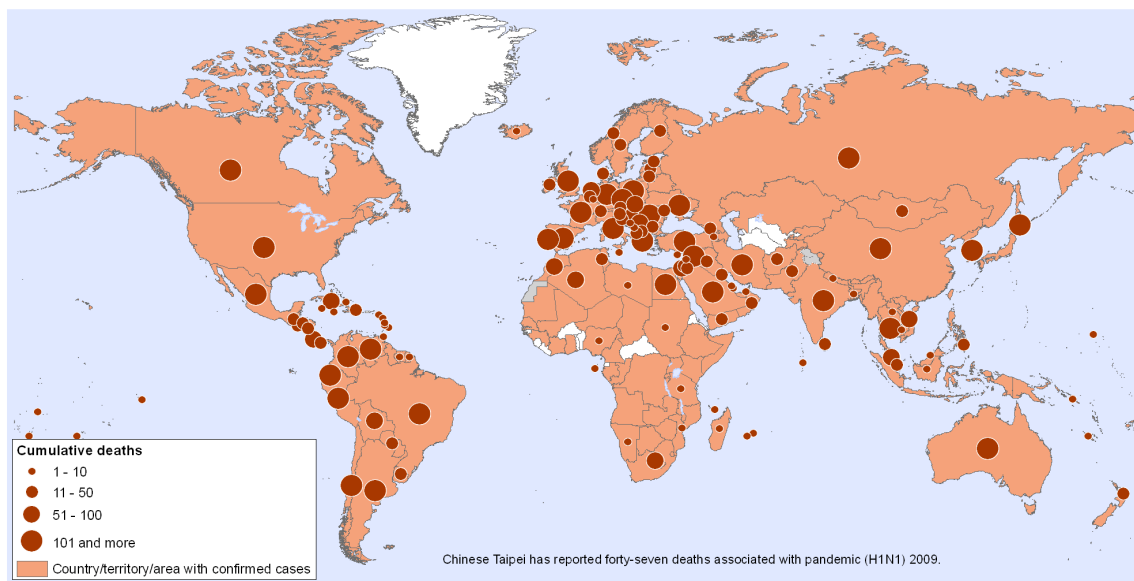 Cumulative deaths
1 - 10
11 - 50
51 - 100
101 and more
Country/territory/area with confirmed cases
Chinese Taipei has reported forty-seven deaths associated with pandemic (H1N1) 2009.